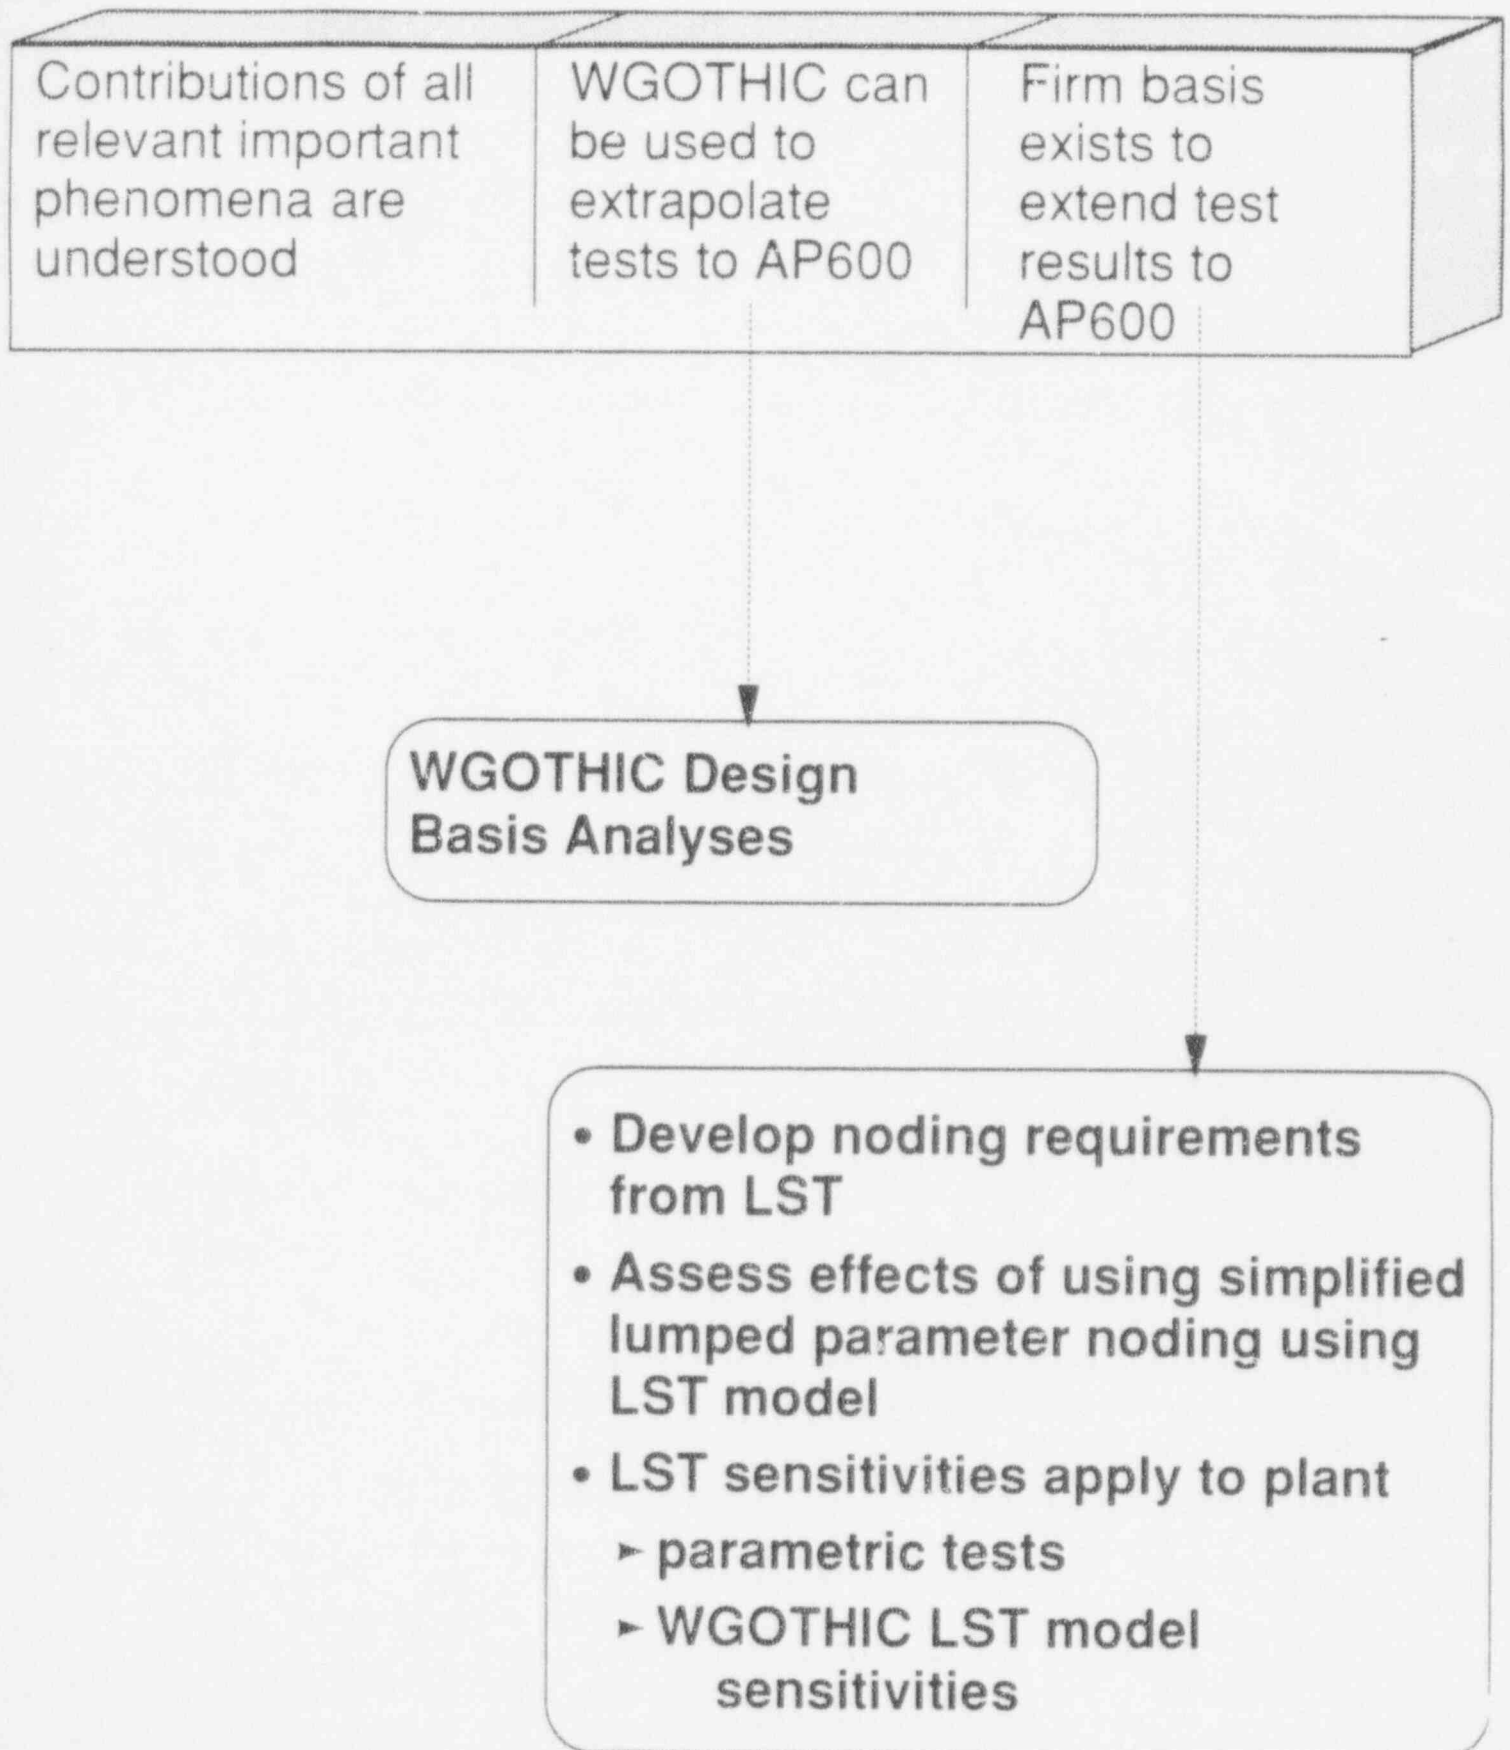 Contributions of all
relevant important
phenomena are
understood
WGOTHIC can
be used to
extrapolate
tests to AP600
Firm basis
exists to
extend test
results to
AP600
WGOTHIC Design
Basis Analyses
• Develop noding requirements
from LST
• Assess effects of using simplified
lumped parameter noding using
LST model
• LST sensitivities apply to plant
► parametric tests
► WGOTHIC LST model
sensitivities